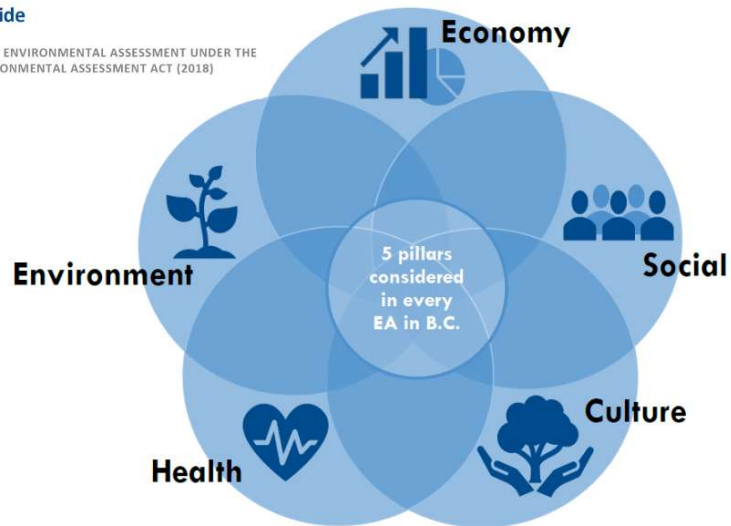 ide
ENVIRONMENTAL ASSESSMENT UNDER THE
ONMENTAL ASSESSMENT ACT (2018)
Economy
Environment
5 pillars
considered
in every
EA in B.C.
Social
Culture
Health